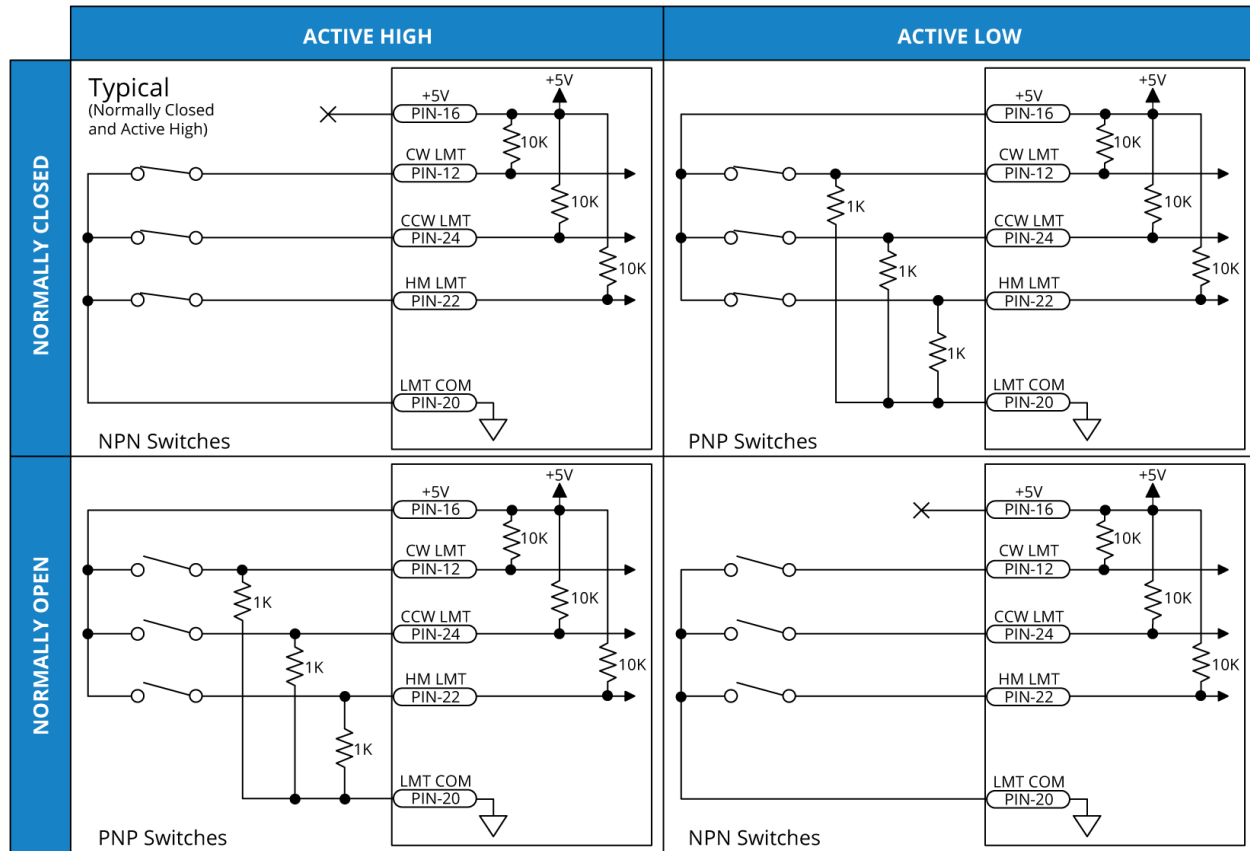 ACTIVE HIGH
ACTIVE LOW
NORMALLY CLOSED
Typical
(Normally Closed
and Active High)
+5V
+5V
PIN-16
10K
CW LMT
PIN-12
10K
CCW LMT
PIN-24
10K
HM LMT
PIN-22
LMT COM
PIN-20
NPN Switches
+5V
+5V
PIN-16
10K
CW LMT
PIN-12
1K
10K
CCW LMT
PIN-24
1K
10K
HM LMT
PIN-22
1K
LMT COM
PIN-20
PNP Switches
NORMALLY OPEN
+5V
+5V
PIN-16
10K
CW LMT
PIN-12
1K
10K
CCW LMT
PIN-24
1K
10K
HM LMT
PIN-22
1K
LMT COM
PIN-20
PNP Switches
+5V
+5V
PIN-16
10K
CW LMT
PIN-12
10K
CCW LMT
PIN-24
10K
HM LMT
PIN-22
LMT COM
PIN-20
NPN Switches